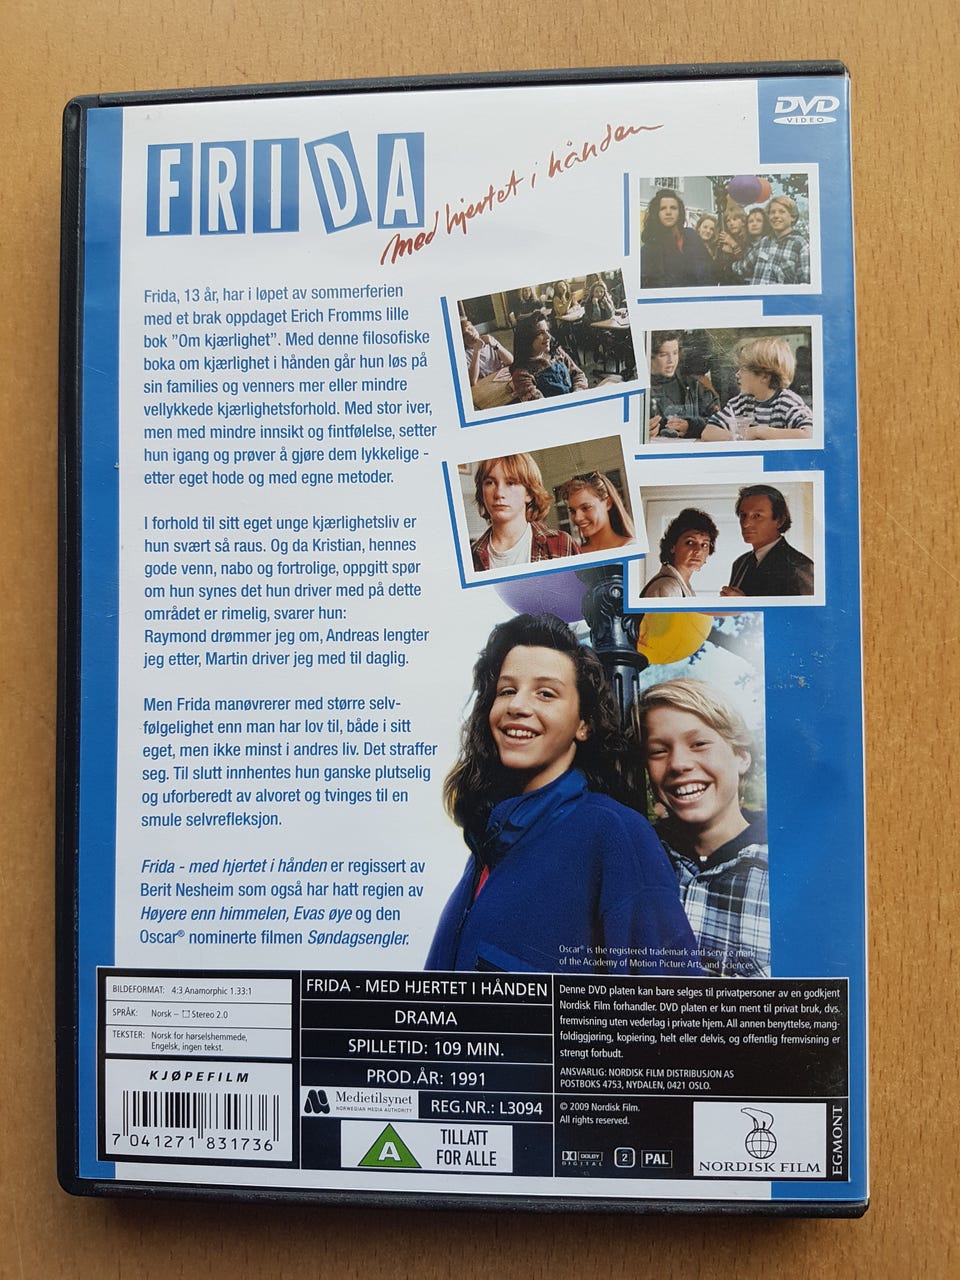 DVD
VIDEO
FRIDA
med hjertet i hånden
Frida, 13 år, har i løpet av sommerferien
med et brak oppdaget Erich Fromms lille
bok ”Om kjærlighet”. Med denne filosofiske
boka om kjærlighet i hånden går hun løs på
sin families og venners mer eller mindre
vellykkede kjærlighetsforhold. Med stor iver,
men med mindre innsikt og fintfølelse, setter
hun igang og prøver å gjøre dem lykkelige -
etter eget hode og med egne metoder.
I forhold til sitt eget unge kjærlighetsliv er
hun svært så raus. Og da Kristian, hennes
gode venn, nabo og fortrolige, oppgitt spør
om hun synes det hun driver med på dette
området er rimelig, svarer hun:
Raymond drømmer jeg om, Andreas lengter
jeg etter, Martin driver jeg med til daglig.
Men Frida manøvrerer med større selv-
følgelighet enn man har lov til, både i sitt
eget, men ikke minst i andres liv. Det straffer
seg. Til slutt innhentes hun ganske plutselig
og uforberedt av alvoret og tvinges til en
smule selvrefleksjon.
Frida - med hjertet i hånden er regissert av
Berit Nesheim som også har hatt regien av
Høyere enn himmelen, Evas øye og den
Oscar® nominerte filmen Søndagsengler.
Oscar® is the registered trademark and service mark
of the Academy of Motion Picture Arts and Sciences
BILDEFORMAT: 4:3 Anamorphic 1.33:1
SPRÅK: Norsk – Stereo 2.0
TEKSTER: Norsk for hørselshemmede,
Engelsk, ingen tekst.
KJØPEFILM
7 041271 831736
FRIDA - MED HJERTET I HÅNDEN
DRAMA
SPILLETID: 109 MIN.
PROD.ÅR: 1991
Medietilsynet
NORWEGIAN MEDIA AUTHORITY
REG.NR.: L3094
A
TILLATT
FOR ALLE
Denne DVD platen kan bare selges til privatpersoner av en godkjent
Nordisk Film forhandler. DVD platen er kun ment til privat bruk, dvs.
fremvisning uten vederlag i private hjem. All annen benyttelse, mang-
foldiggjøring, kopiering, helt eller delvis, og offentlig fremvisning er
strengt forbudt.
ANSVARLIG: NORDISK FILM DISTRIBUSJON AS
POSTBOKS 4753, NYDALEN, 0421 OSLO.
© 2009 Nordisk Film.
All rights reserved.
DOLBY
DIGITAL
2
PAL
NORDISK FILM
EGMONT